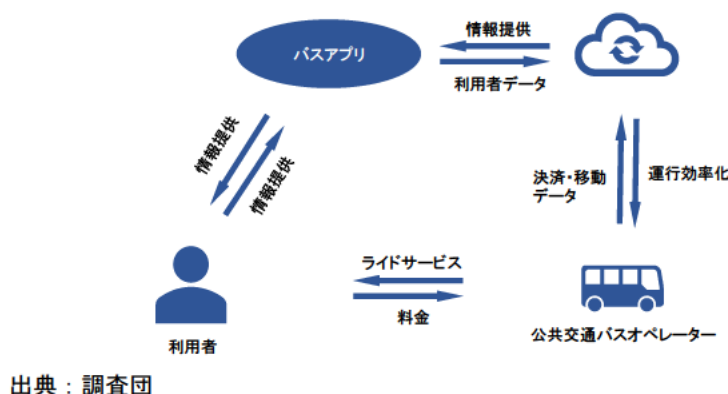 情報提供
バスアプリ
利用者データ
情報提供
情報提供
決済・移動
データ
運行効率化
ライドサービス
料金
利用者
公共交通バスオペレーター
出典：調査団